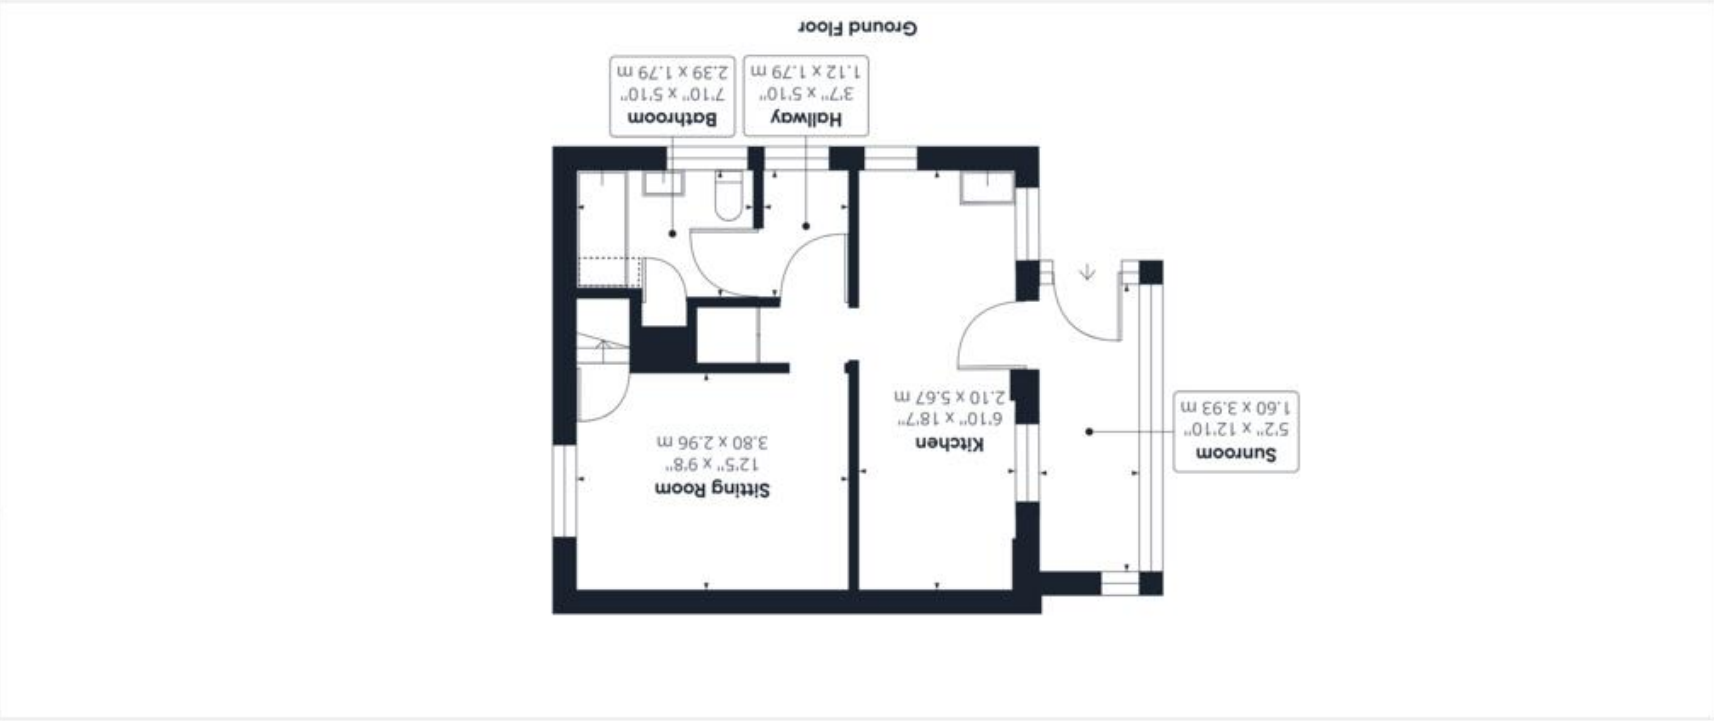 Sitting Room
12'5" x 9'8"
3.80 x 2.96 m
Sunroom
5'2" x 12'10"
1.60 x 3.93 m
Kitchen
6'10" x 18'7"
2.10 x 5.67 m
Hallway
3'7" x 5'10"
1.12 x 1.79 m
Bathroom
7'10" x 5'10"
2.39 x 1.79 m
Ground Floor